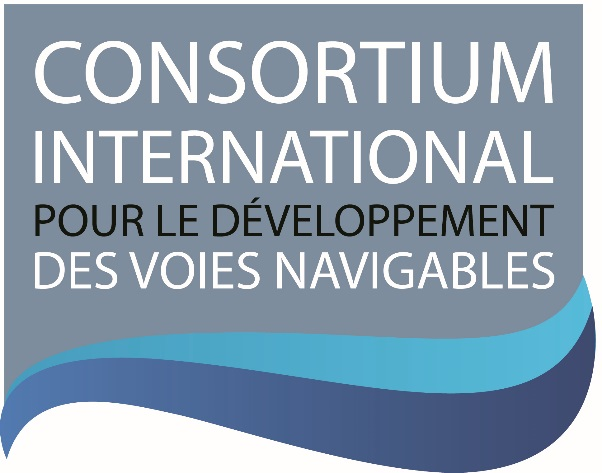 CONSORTIUM
INTERNATIONAL
POUR LE DÉVELOPPEMENT
DES VOIES NAVIGABLES